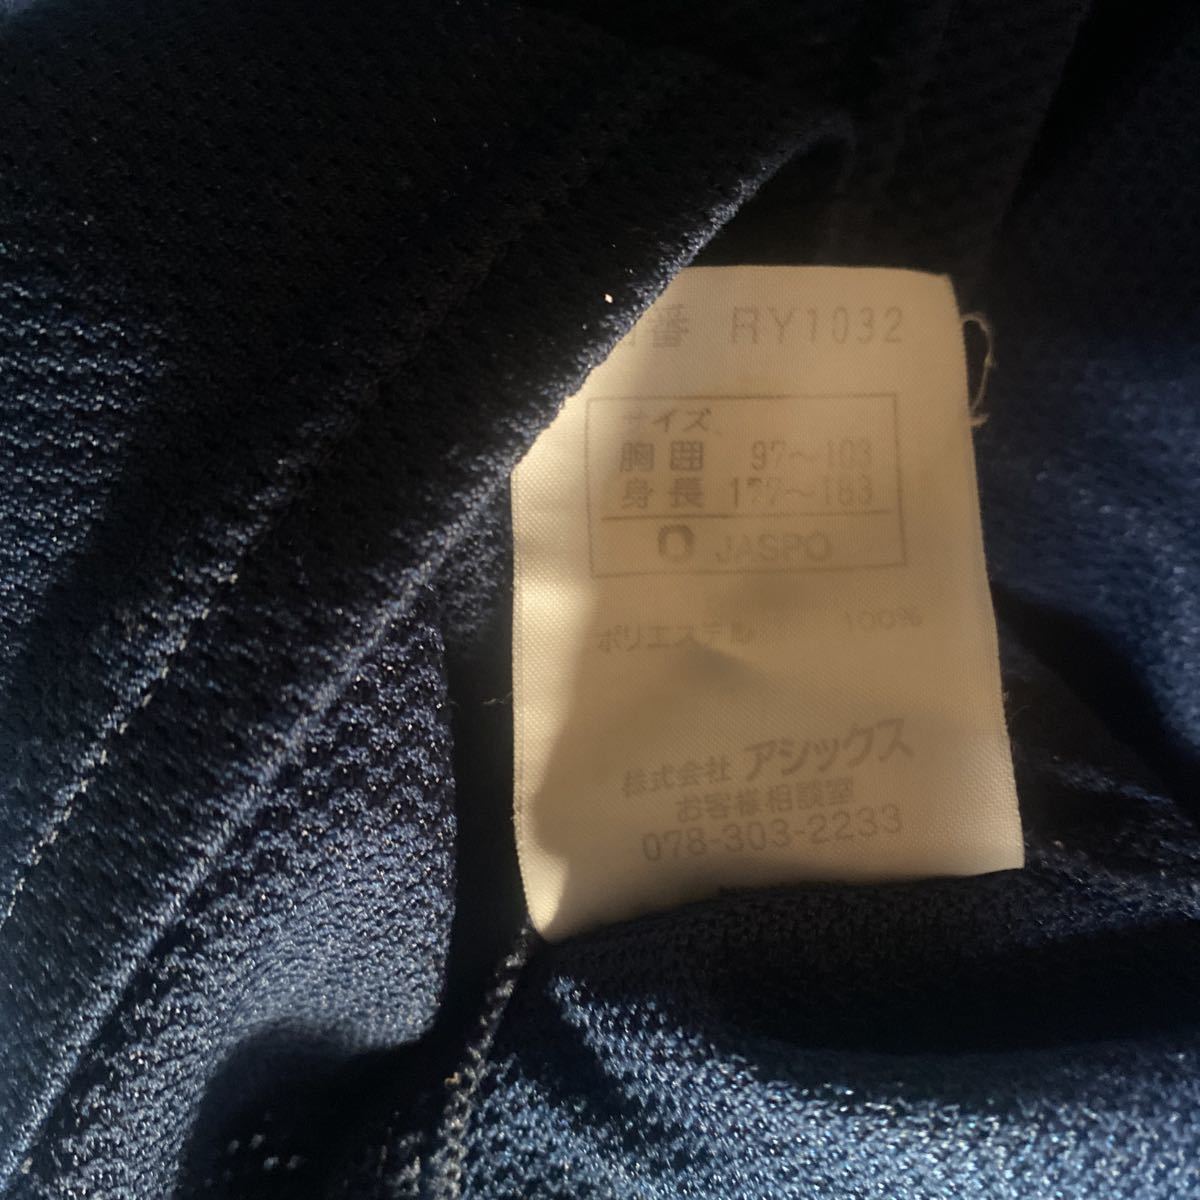 番 RY1032
サイズ
胸囲 97～103
身長 177～183
O JASPO
ポリエステル 100%
株式会社 アシックス
お客様相談室
078-303-2233